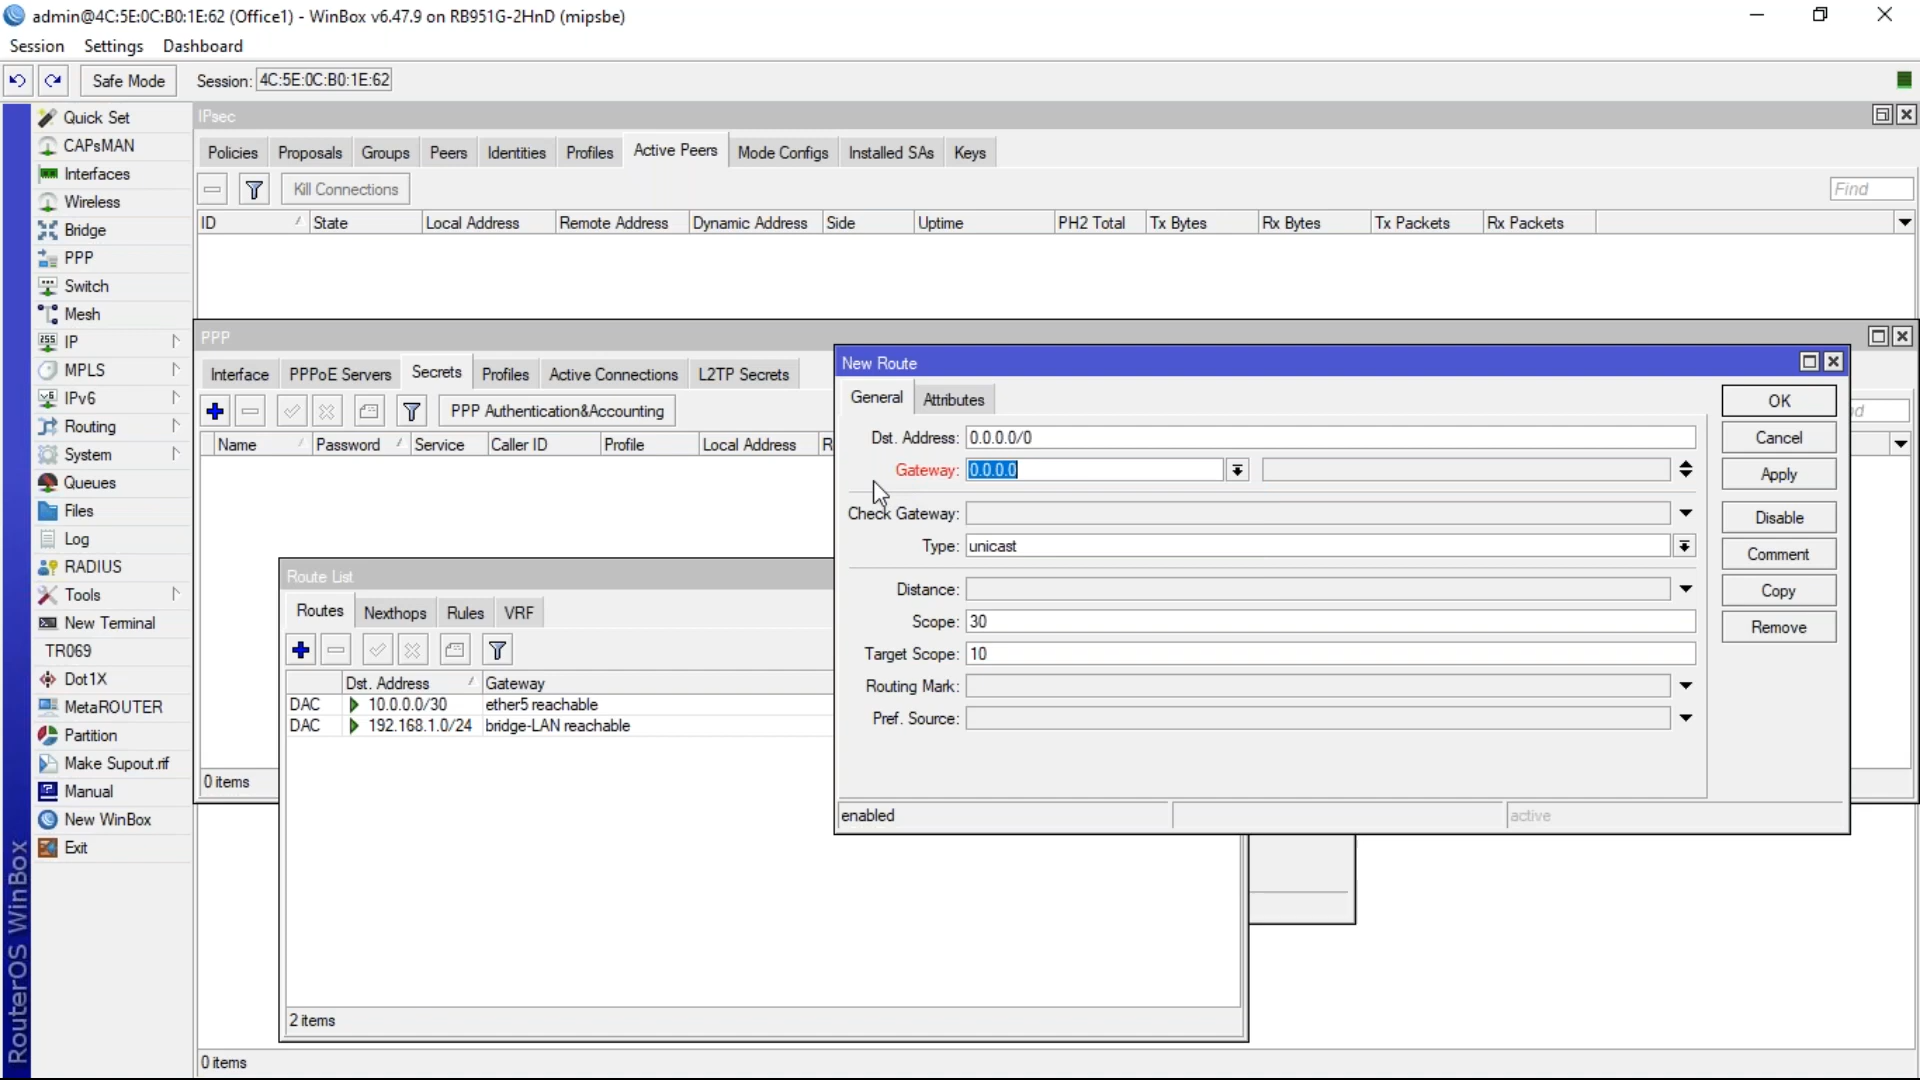 admin@4C:5E:0C:B0:1E:62 (Office1) - WinBox v6.47.9 on RB951G-2HnD (mipsbe)
Session Settings Dashboard
Safe Mode Session: 4C:5E:0C:B0:1E:62
RouterOS WinBox
Quick Set
CAPsMAN
Interfaces
Wireless
Bridge
PPP
Switch
Mesh
IP
MPLS
IPv6
Routing
System
Queues
Files
Log
RADIUS
Tools
New Terminal
TR069
Dot1X
MetaROUTER
Partition
Make Supout.rif
Manual
New WinBox
Exit
IPsec
Policies Proposals Groups Peers Identities Profiles Active Peers Mode Configs Installed SAs Keys
Kill Connections Find
ID State Local Address Remote Address Dynamic Address Side Uptime PH2 Total Tx Bytes Rx Bytes Tx Packets Rx Packets
PPP
Interface PPPoE Servers Secrets Profiles Active Connections L2TP Secrets
PPP Authentication&Accounting
Name Password Service Caller ID Profile Local Address R
0 items
Route List
Routes Nexthops Rules VRF
Dst. Address Gateway
DAC 10.0.0.0/30 ether5 reachable
DAC 192.168.1.0/24 bridge-LAN reachable
2 items
0 items
New Route
General Attributes
Dst. Address: 0.0.0.0/0
Gateway: 0.0.0.0
Check Gateway:
Type: unicast
Distance:
Scope: 30
Target Scope: 10
Routing Mark:
Pref. Source:
enabled active
OK
Cancel
Apply
Disable
Comment
Copy
Remove